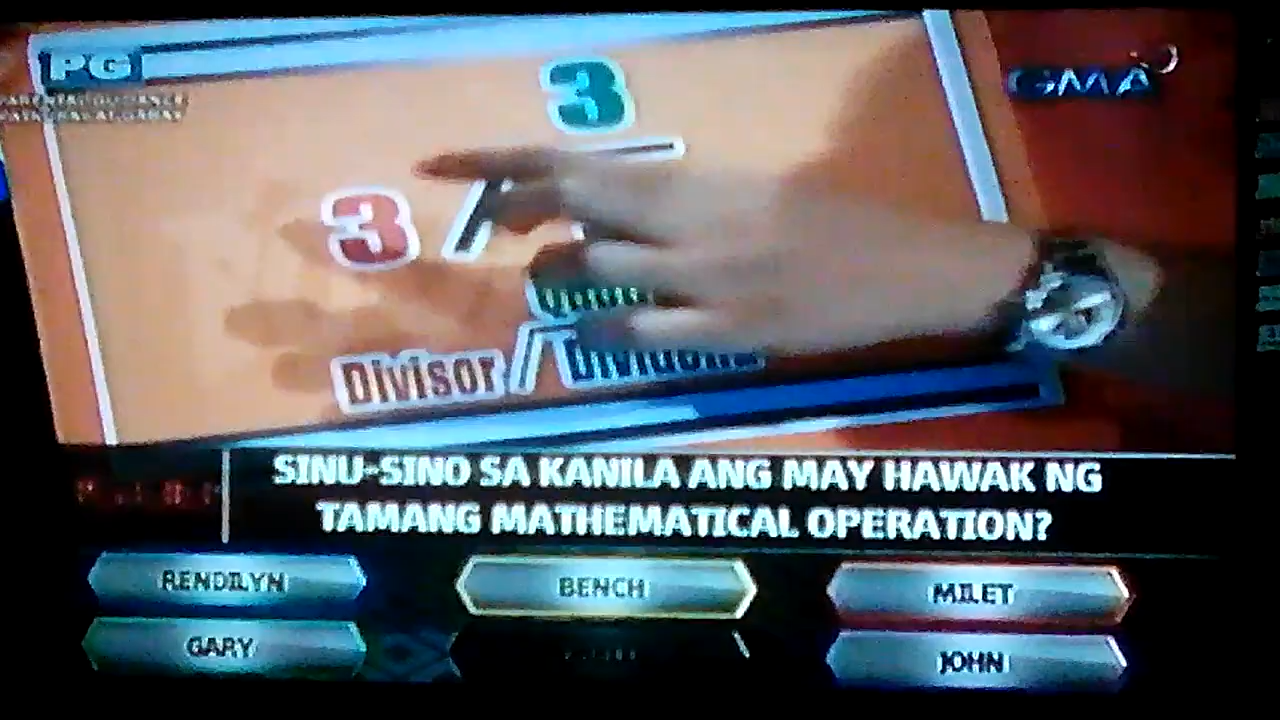 PG
GMA
3
3
Divisor / Dividend
SINU-SINO SA KANILA ANG MAY HAWAK NG
TAMANG MATHEMATICAL OPERATION?
RENDILYN
BENCH
MILET
GARY
JOHN